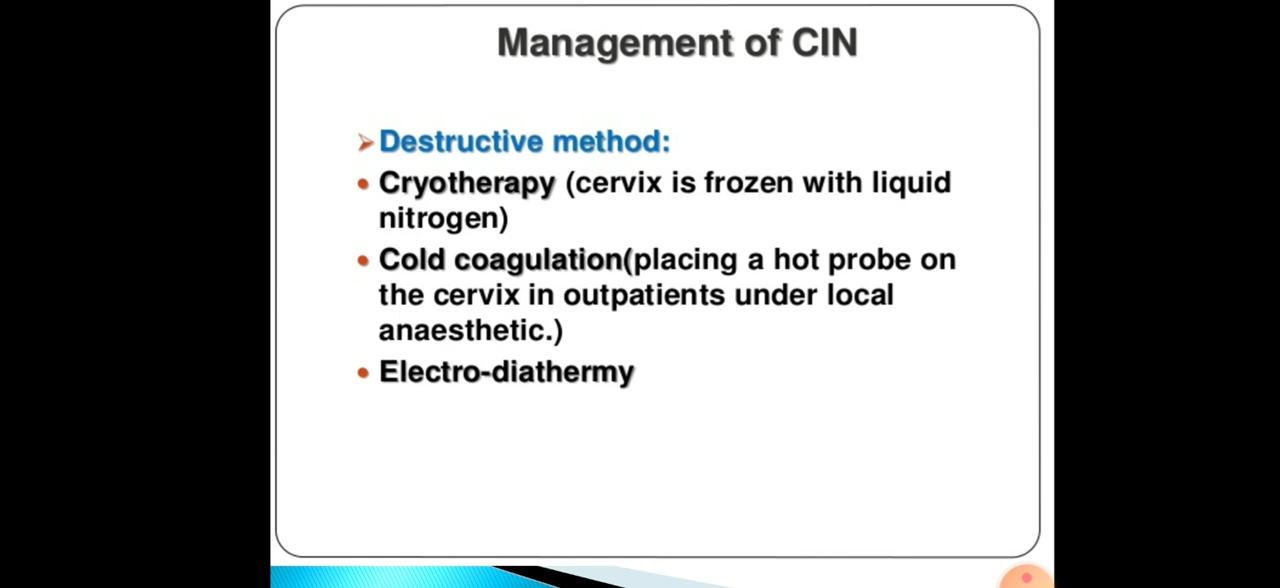 Management of CIN
➢Destructive method:
• Cryotherapy (cervix is frozen with liquid
nitrogen)
• Cold coagulation(placing a hot probe on
the cervix in outpatients under local
anaesthetic.)
• Electro-diathermy